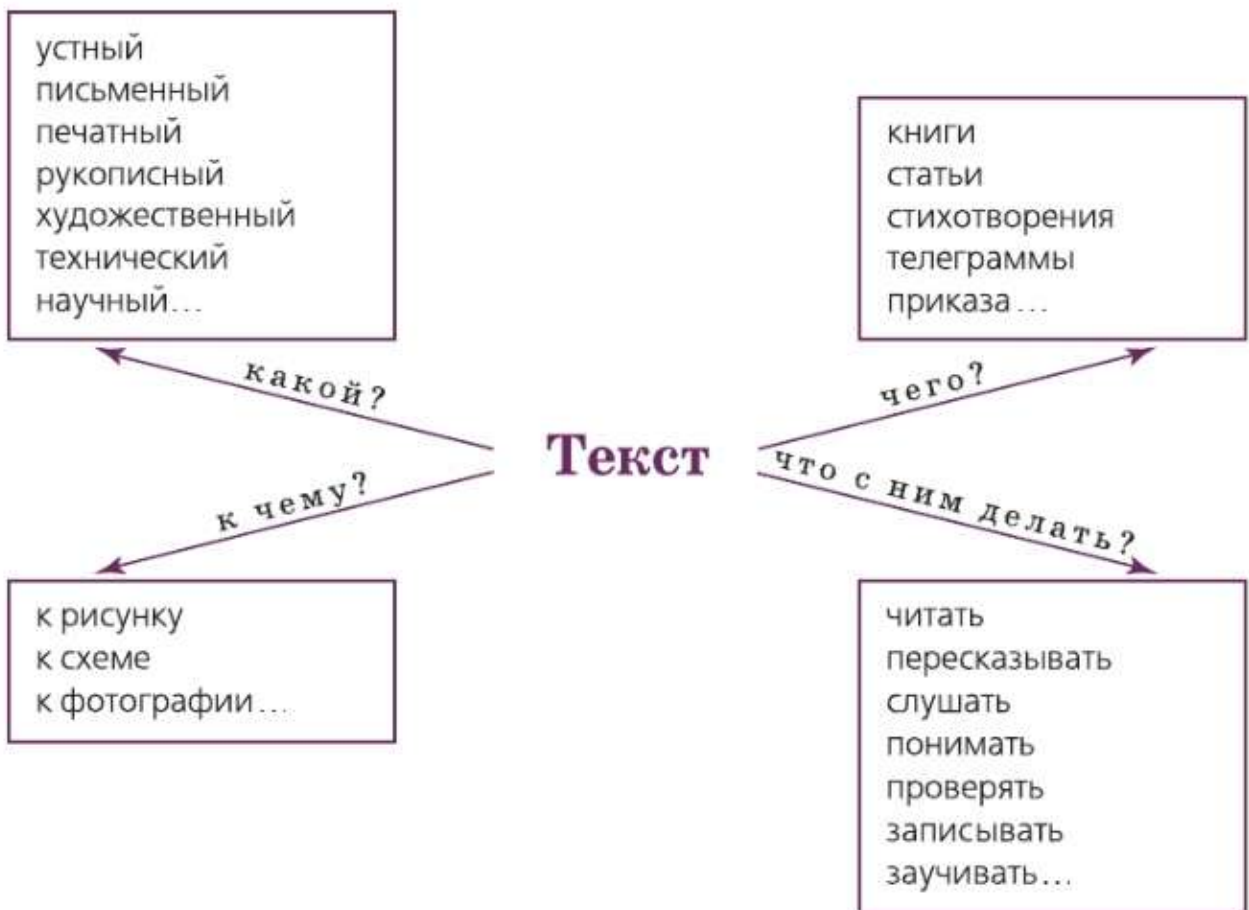 устный
письменный
печатный
рукописный
художественный
технический
научный...
книги
статьи
стихотворения
телеграммы
приказа...
какой?
чего?
Текст
к чему?
что с ним делать?
к рисунку
к схеме
к фотографии...
читать
пересказывать
слушать
понимать
проверять
записывать
заучивать...